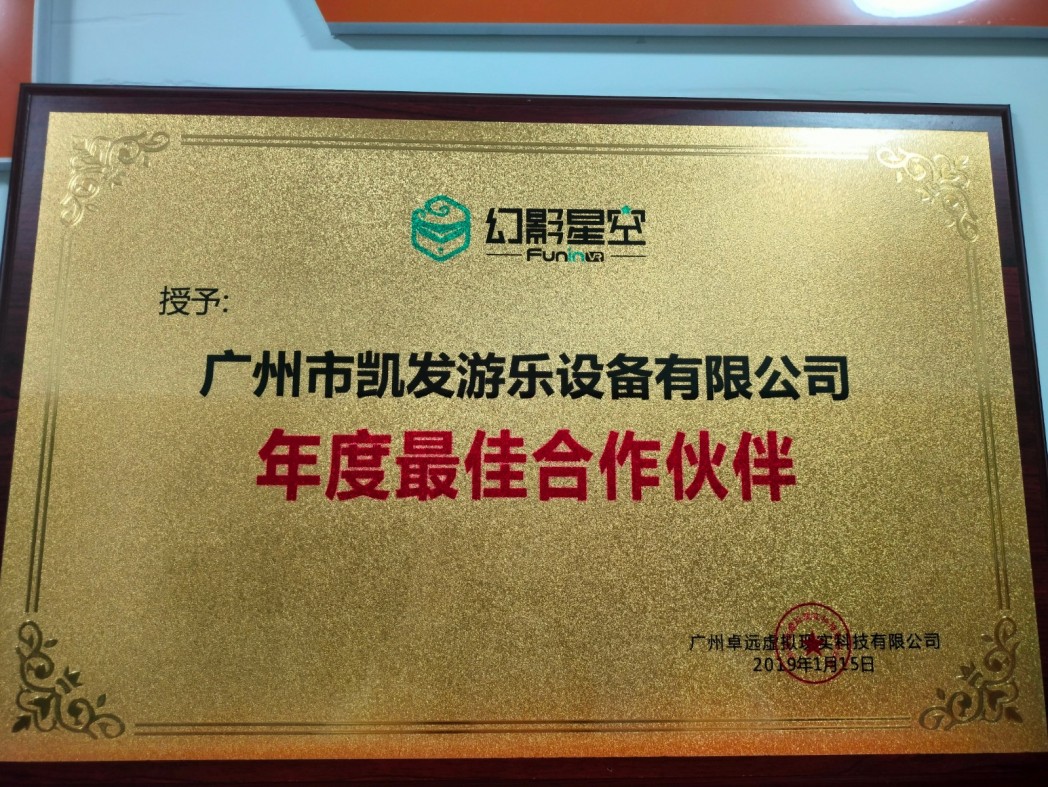 幻影星空
FuninVR
授予:
广州市凯发游乐设备有限公司
年度最佳合作伙伴
广州卓远虚拟现实科技有限公司
2019年1月15日